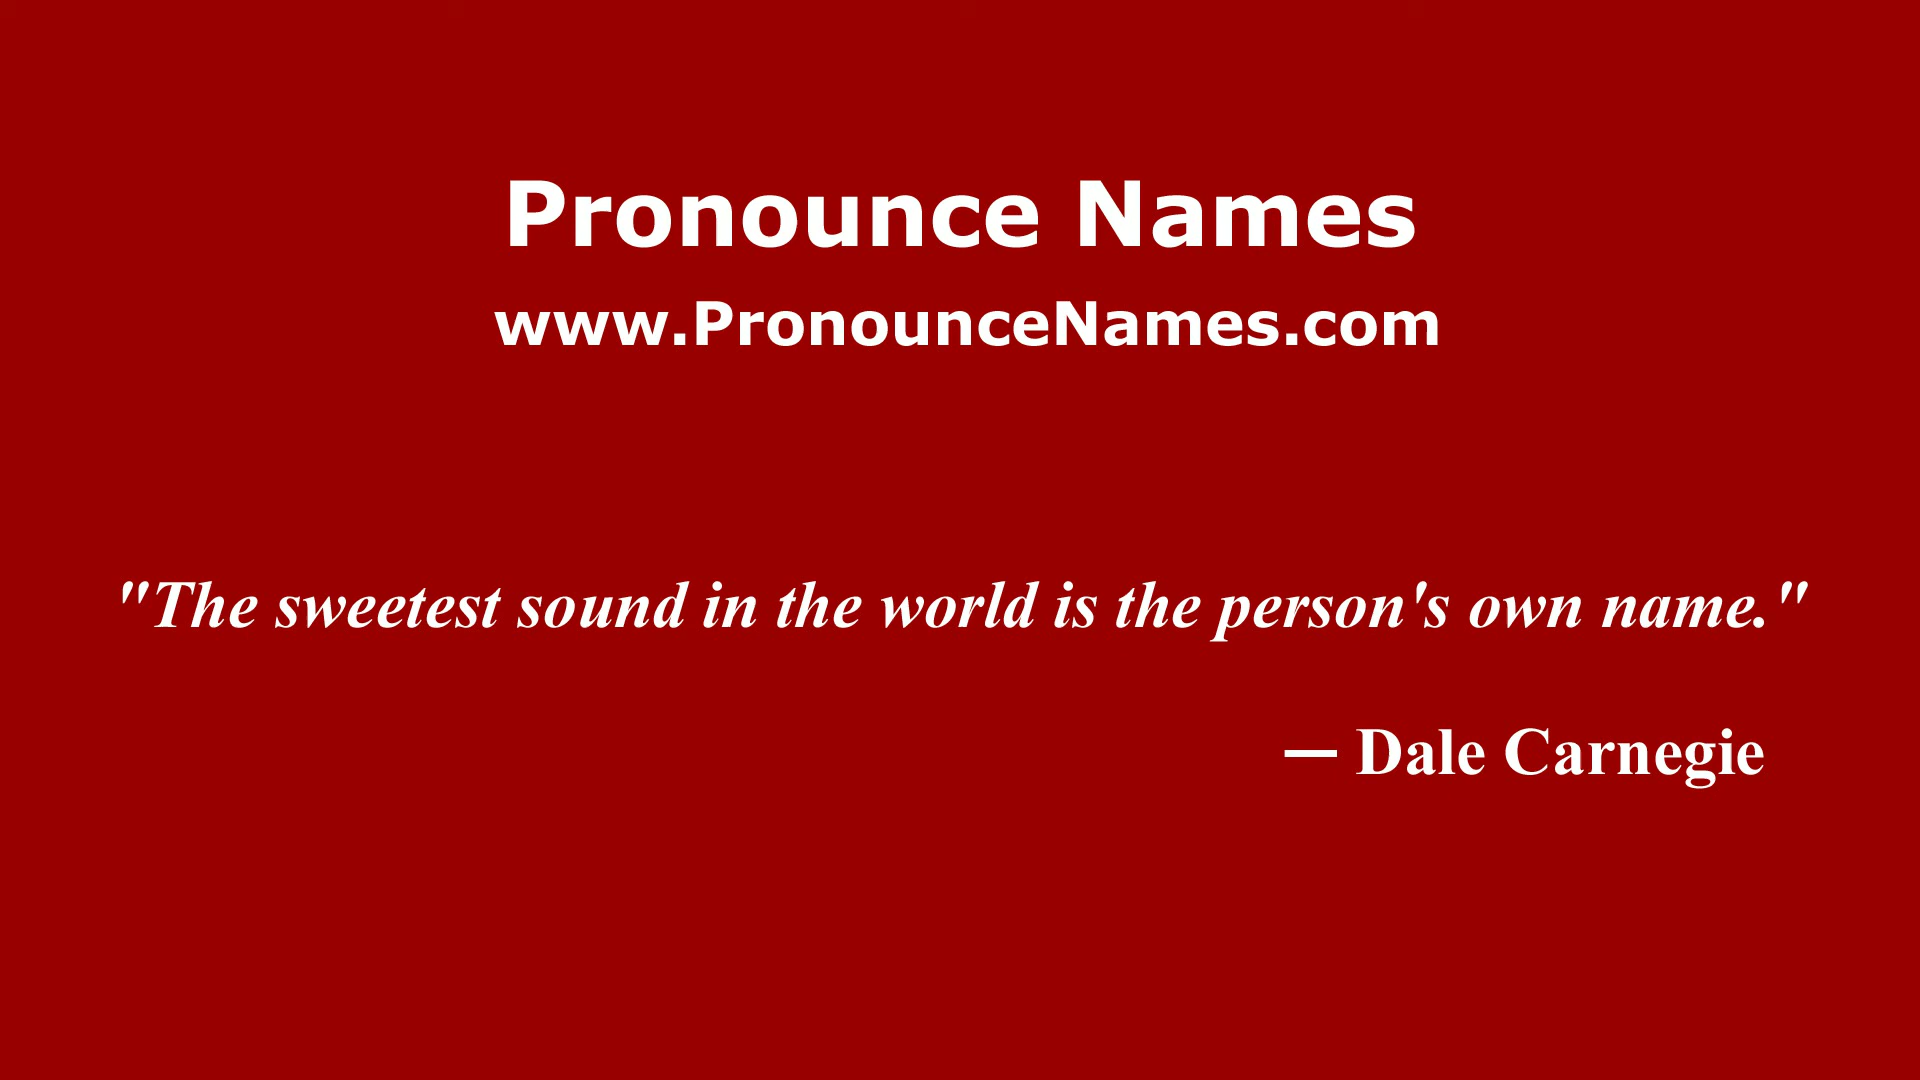 Pronounce Names
www.PronounceNames.com
"The sweetest sound in the world is the person's own name."
— Dale Carnegie